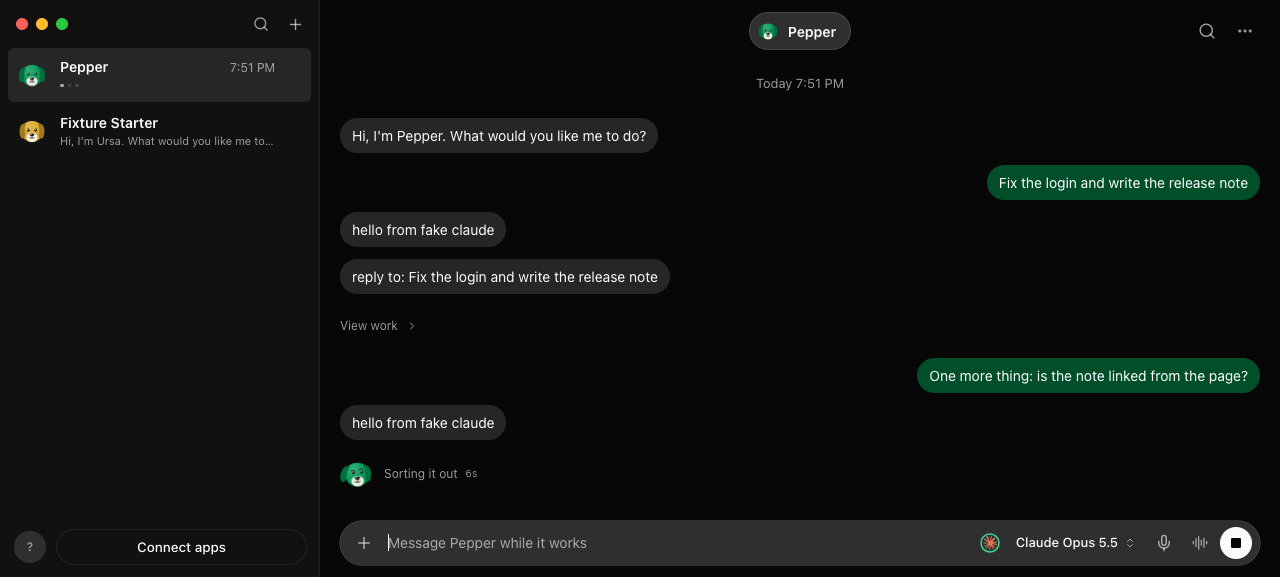 Pepper
7:51 PM
Fixture Starter
Hi, I'm Ursa. What would you like me to...
?
Connect apps
Pepper
Today 7:51 PM
Hi, I'm Pepper. What would you like me to do?
Fix the login and write the release note
hello from fake claude
reply to: Fix the login and write the release note
View work
One more thing: is the note linked from the page?
hello from fake claude
Sorting it out 6s
Message Pepper while it works
Claude Opus 5.5